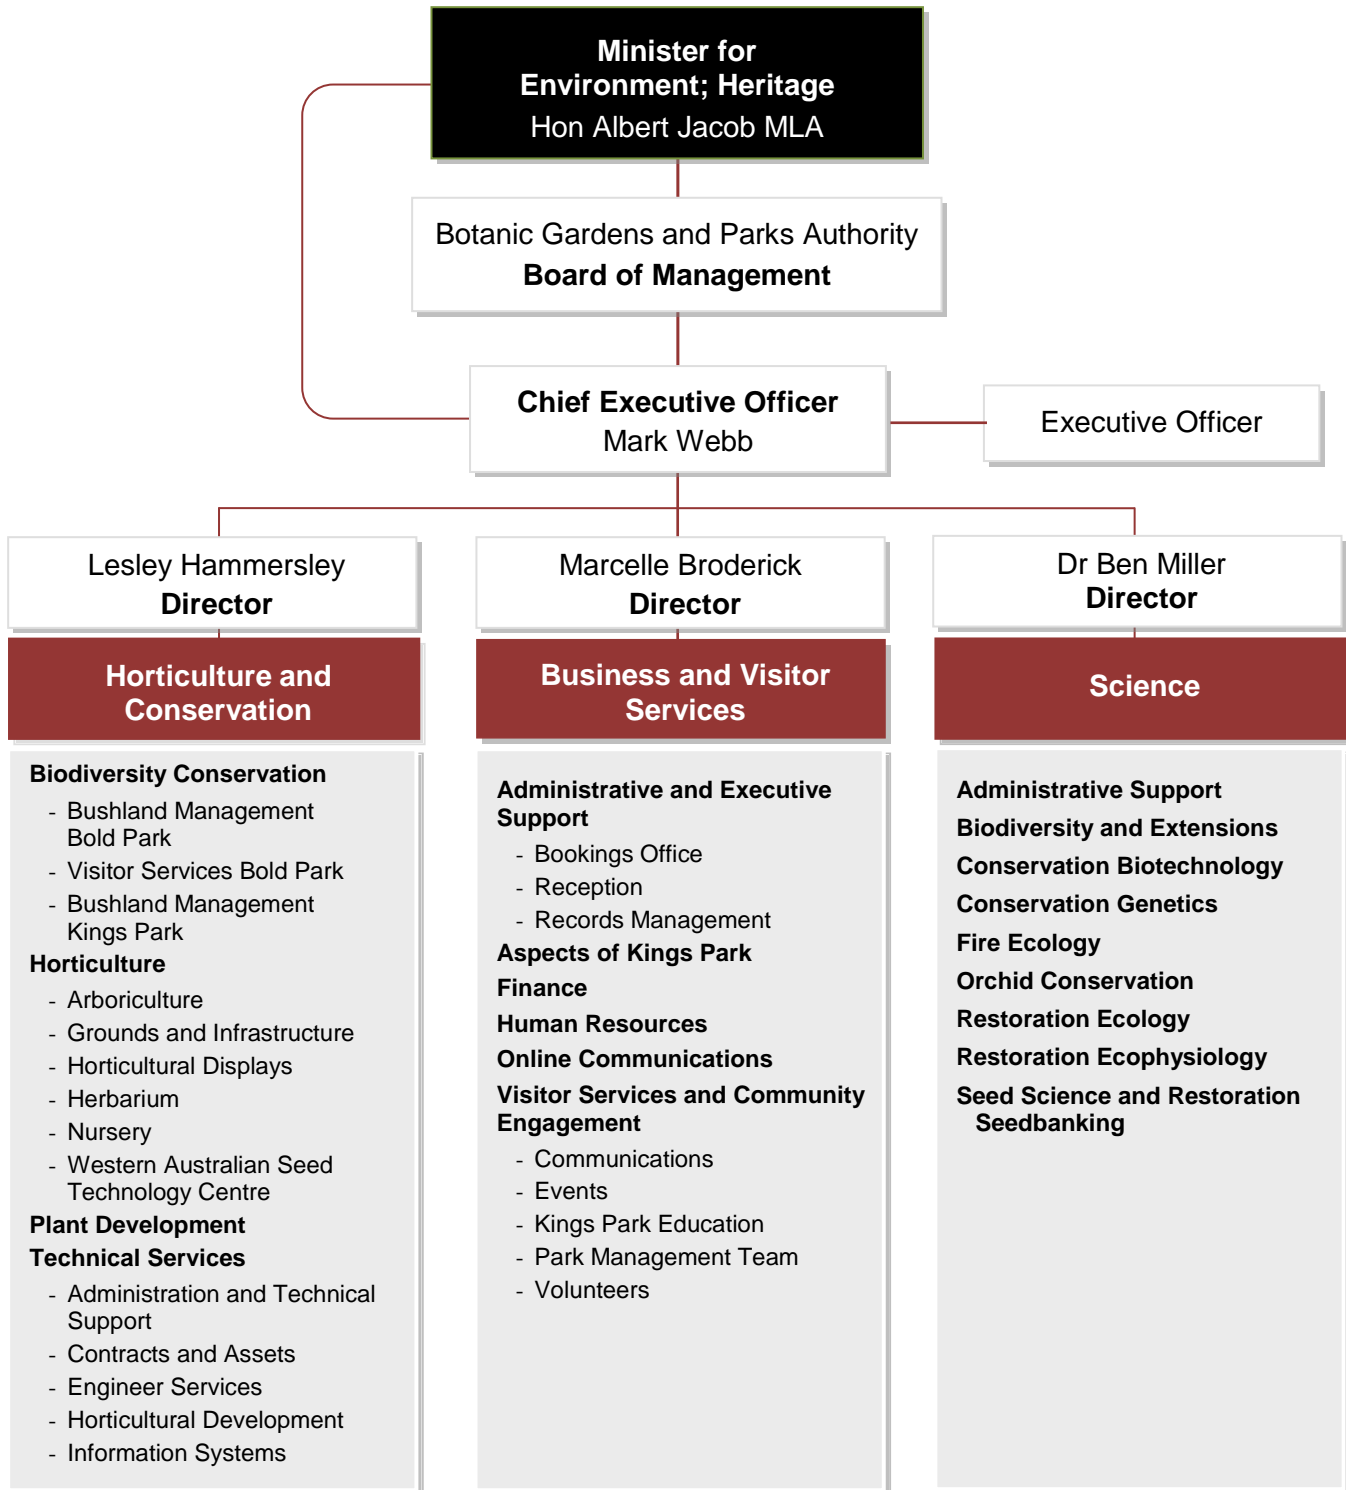 Minister for
Environment; Heritage
Hon Albert Jacob MLA
Botanic Gardens and Parks Authority
Board of Management
Chief Executive Officer
Mark Webb
Executive Officer
Lesley Hammersley
Director
Horticulture and
Conservation
Biodiversity Conservation
- Bushland Management
Bold Park
- Visitor Services Bold Park
- Bushland Management
Kings Park
Horticulture
- Arboriculture
- Grounds and Infrastructure
- Horticultural Displays
- Herbarium
- Nursery
- Western Australian Seed
Technology Centre
Plant Development
Technical Services
- Administration and Technical
Support
- Contracts and Assets
- Engineer Services
- Horticultural Development
- Information Systems
Marcelle Broderick
Director
Business and Visitor
Services
Administrative and Executive
Support
- Bookings Office
- Reception
- Records Management
Aspects of Kings Park
Finance
Human Resources
Online Communications
Visitor Services and Community
Engagement
- Communications
- Events
- Kings Park Education
- Park Management Team
- Volunteers
Dr Ben Miller
Director
Science
Administrative Support
Biodiversity and Extensions
Conservation Biotechnology
Conservation Genetics
Fire Ecology
Orchid Conservation
Restoration Ecology
Restoration Ecophysiology
Seed Science and Restoration
Seedbanking